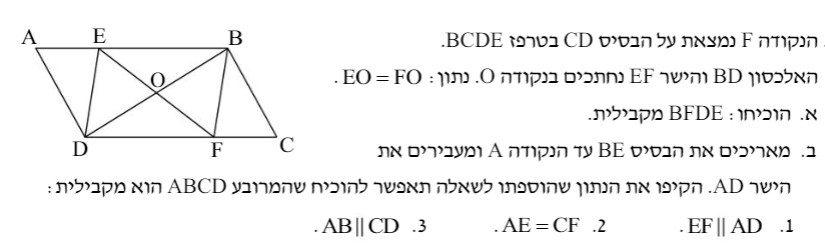 הנקודה F נמצאת על הבסיס CD בטרפז BCDE.
האלכסון BD והישר EF נחתכים בנקודה O. נתון: EO = FO.
א. הוכיחו: BFDE מקבילית.
ב. מאריכים את הבסיס BE עד הנקודה A ומעבירים את
הישר AD. הקיפו את הנתון שהוספתו לשאלה תאפשר להוכיח שהמרובע ABCD הוא מקבילית:
1. EF || AD. 2. AE = CF. 3. AB || CD.
A E B
O
D F C